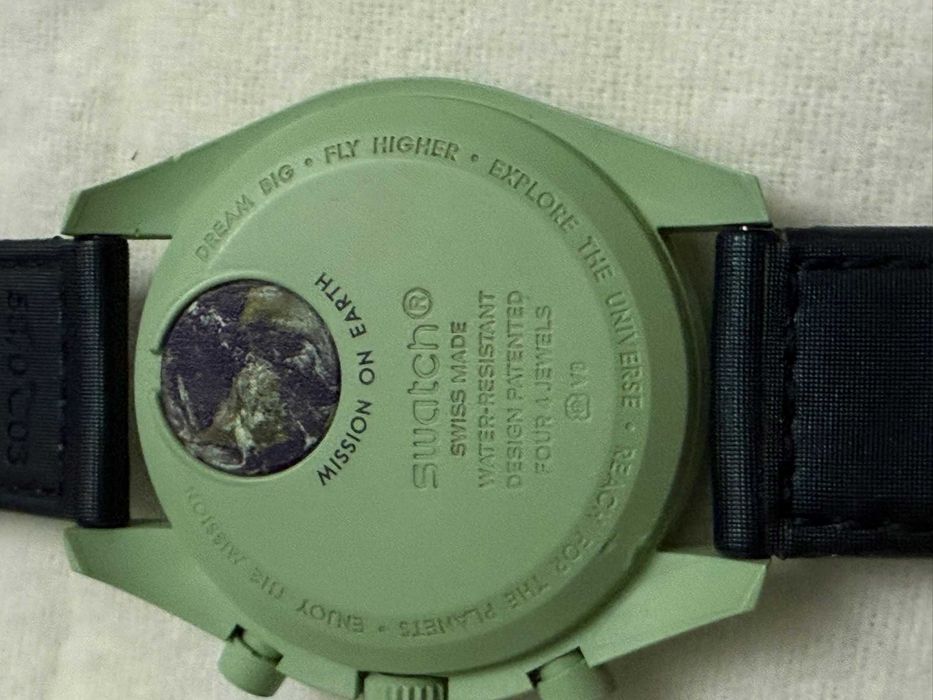 DREAM BIG • FLY HIGHER • EXPLORE THE UNIVERSE • REACH FOR THE PLANETS • ENJOY THE MISSION
MISSION ON EARTH
swatch®
SWISS MADE
WATER-RESISTANT
DESIGN PATENTED
FOUR 4 JEWELS
V8